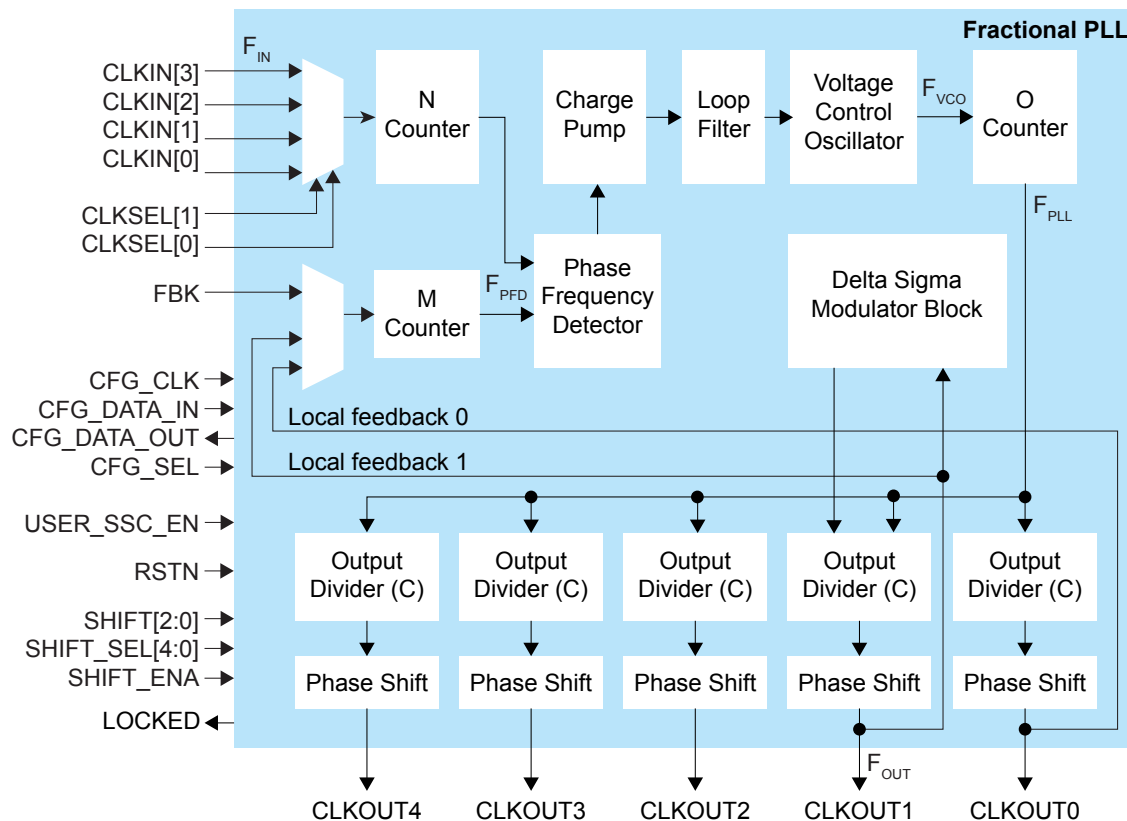 Fractional PLL
F_IN
CLKIN[3]
CLKIN[2]
CLKIN[1]
CLKIN[0]
CLKSEL[1]
CLKSEL[0]
N
Counter
Charge
Pump
Loop
Filter
Voltage
Control
Oscillator
F_VCO
O
Counter
F_PLL
FBK
M
Counter
F_PFD
Phase
Frequency
Detector
Delta Sigma
Modulator Block
CFG_CLK
CFG_DATA_IN
CFG_DATA_OUT
CFG_SEL
Local feedback 0
Local feedback 1
USER_SSC_EN
RSTN
SHIFT[2:0]
SHIFT_SEL[4:0]
SHIFT_ENA
LOCKED
Output
Divider (C)
Output
Divider (C)
Output
Divider (C)
Output
Divider (C)
Output
Divider (C)
Phase Shift
Phase Shift
Phase Shift
Phase Shift
Phase Shift
F_OUT
CLKOUT4
CLKOUT3
CLKOUT2
CLKOUT1
CLKOUT0